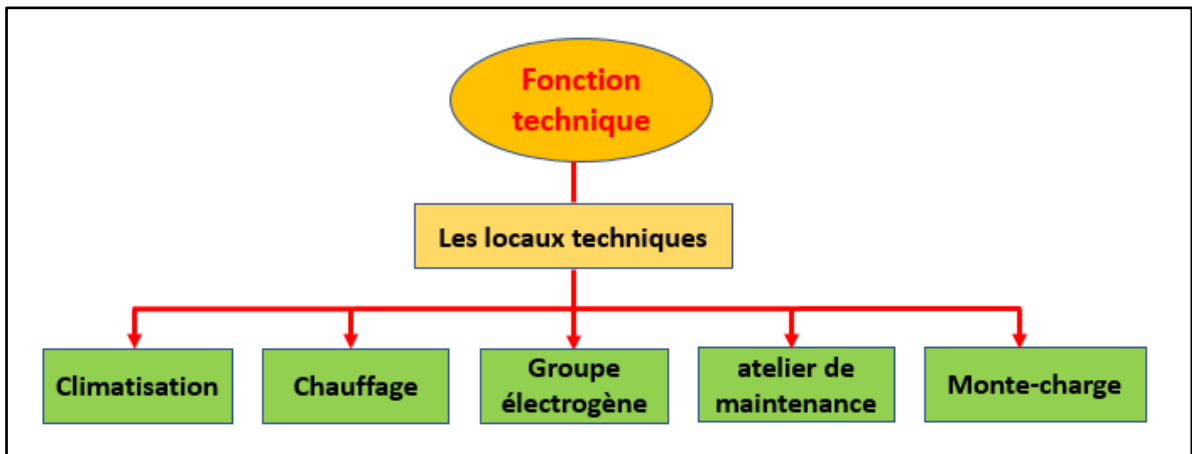 Fonction
technique
Les locaux techniques
Climatisation
Chauffage
Groupe
électrogène
atelier de
maintenance
Monte-charge